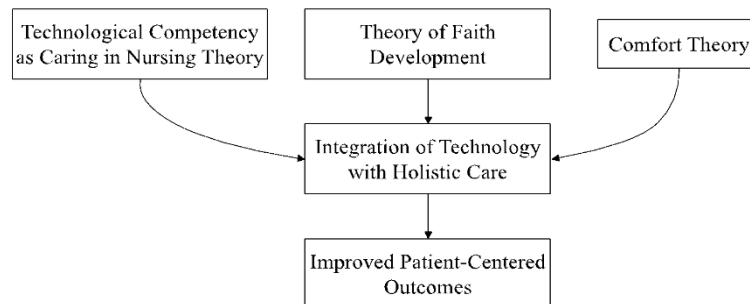 Technological Competency
as Caring in Nursing Theory
Theory of Faith
Development
Comfort Theory
Integration of Technology
with Holistic Care
Improved Patient-Centered
Outcomes